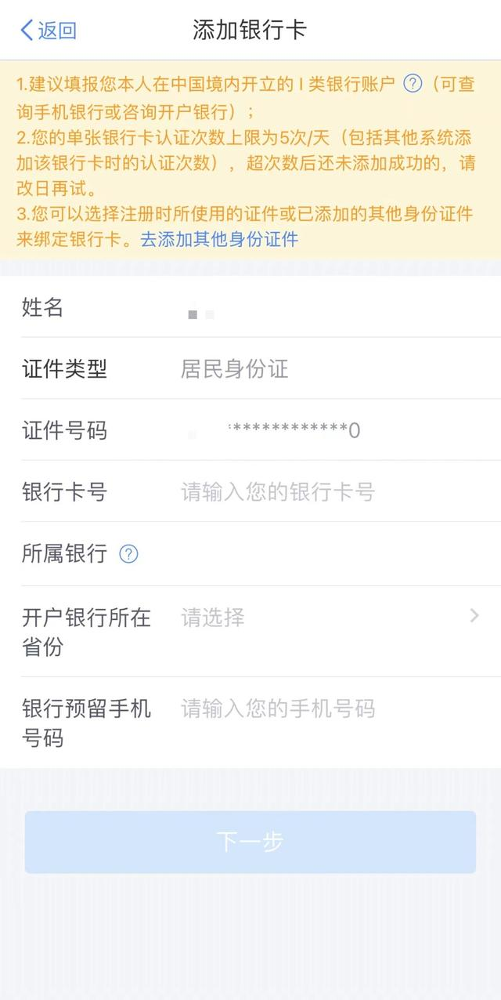 返回
添加银行卡
1.建议填报您本人在中国境内开立的 I 类银行账户 ?（可查
询手机银行或咨询开户银行）；
2.您的单张银行卡认证次数上限为5次/天（包括其他系统添
加该银行卡时的认证次数），超次数后还未添加成功的，请
改日再试。
3.您可以选择注册时所使用的证件或已添加的其他身份证件
来绑定银行卡。去添加其他身份证件
姓名
证件类型 居民身份证
证件号码 ************0
银行卡号 请输入您的银行卡号
所属银行 ?
开户银行所在 请选择
省份
银行预留手机 请输入您的手机号码
号码
下一步